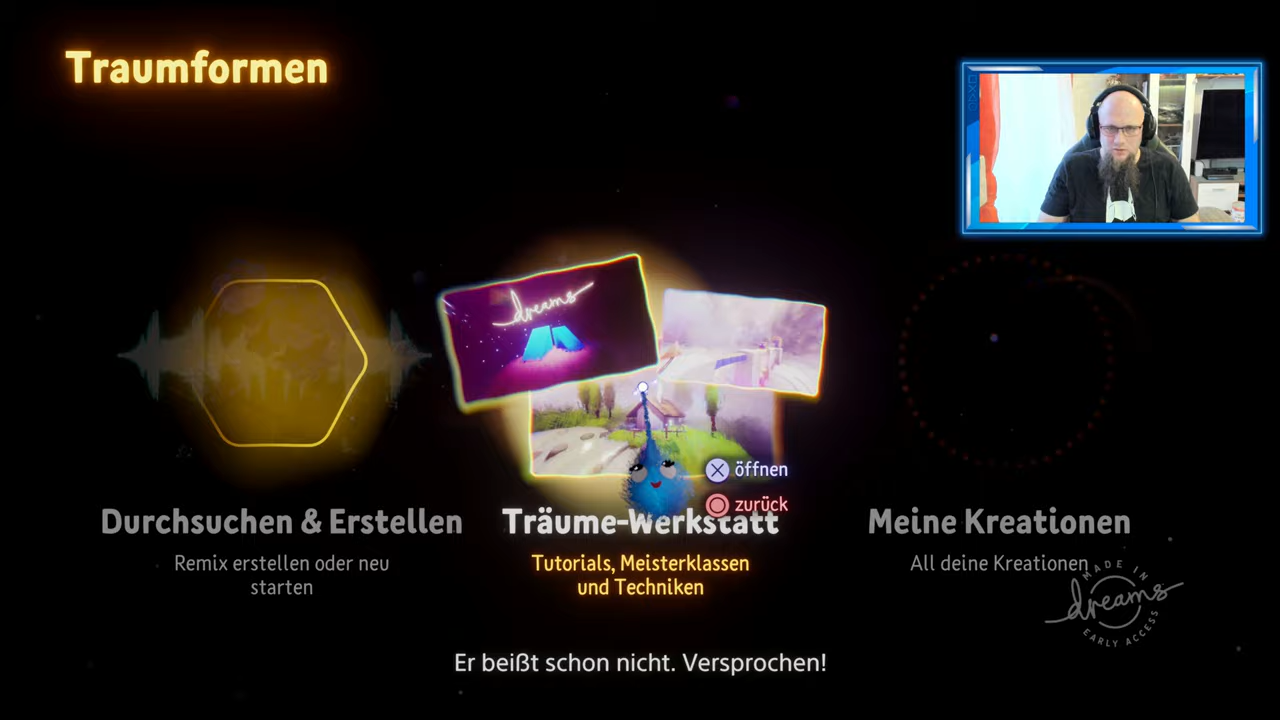 Traumformen
dreams
öffnen
zurück
Durchsuchen & Erstellen
Träume-Werkstatt
Meine Kreationen
Remix erstellen oder neu
starten
Tutorials, Meisterklassen
und Techniken
All deine Kreationen
MADE IN
dreams
EARLY ACCESS
Er beißt schon nicht. Versprochen!